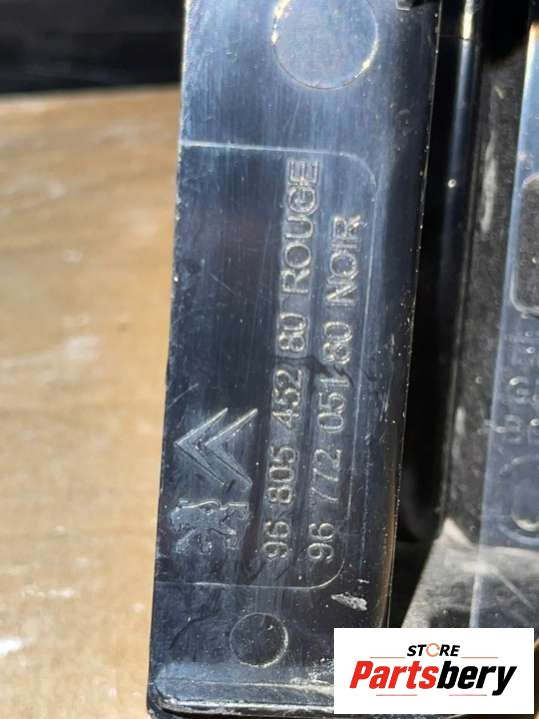 96 805 452 80 ROUGE
96 772 051 80 NOIR
STORE
Partsbery